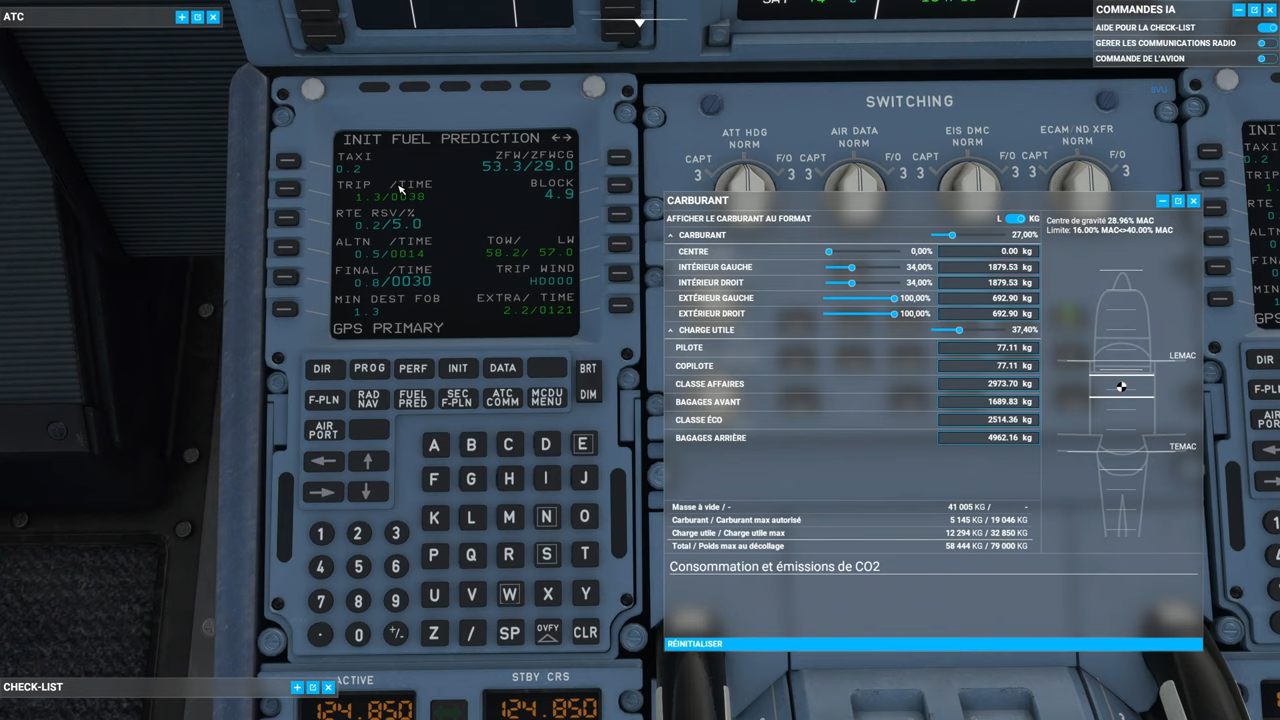 ATC
SAT
COMMANDES IA
AIDE POUR LA CHECK-LIST
GERER LES COMMUNICATIONS RADIO
COMMANDE DE L'AVION
INIT FUEL PREDICTION ←→
TAXI ZFW/ZFWCG
0.2 53.3/29.0
TRIP /TIME BLOCK
1.3/0038 4.9
RTE RSV/%
0.2/5.0
ALTN /TIME TOW/ LW
0.5/0014 58.2/ 57.0
FINAL /TIME TRIP WIND
0.8/0030 HD000
MIN DEST FOB EXTRA/ TIME
1.3 2.2/0121
GPS PRIMARY
DIR PROG PERF INIT DATA BRT
DIM
F-PLN RAD NAV FUEL PRED SEC F-PLN ATC COMM MCDU MENU
AIR PORT
← ↑
→ ↓
A B C D E
F G H I J
K L M N O
P Q R S T
U V W X Y
Z / SP OVFY CLR
1 2 3
4 5 6
7 8 9
. 0 +/-
SWITCHING
ATT HDG AIR DATA EIS DMC ECAM/ND XFR
NORM NORM NORM NORM
CAPT F/O CAPT F/O CAPT F/O CAPT F/O
3 3 3 3 3 3 3
CARBURANT
AFFICHER LE CARBURANT AU FORMAT L KG
CARBURANT 27,00%
CENTRE 0,00% 0.00 kg
INTÉRIEUR GAUCHE 34,00% 1879.53 kg
INTÉRIEUR DROIT 34,00% 1879.53 kg
EXTÉRIEUR GAUCHE 100,00% 692.90 kg
EXTÉRIEUR DROIT 100,00% 692.90 kg
CHARGE UTILE 37,40%
PILOTE 77.11 kg
COPILOTE 77.11 kg
CLASSE AFFAIRES 2973.70 kg
BAGAGES AVANT 1689.83 kg
CLASSE ÉCO 2514.36 kg
BAGAGES ARRIÈRE 4962.16 kg
Masse à vide / - 41 005 KG / -
Carburant / Carburant max autorisé 5 145 KG / 19 046 KG
Charge utile / Charge utile max 12 294 KG / 32 850 KG
Total / Poids max au décollage 58 444 KG / 79 000 KG
Consommation et émissions de CO2
RÉINITIALISER
Centre de gravité 28.96% MAC
Limite: 16.00% MAC<>40.00% MAC
LEMAC
TEMAC
INIT
TAXI
0.2
TRIP
DIR
F-PLN
CHECK-LIST
ACTIVE STBY CRS
124.850 124.850